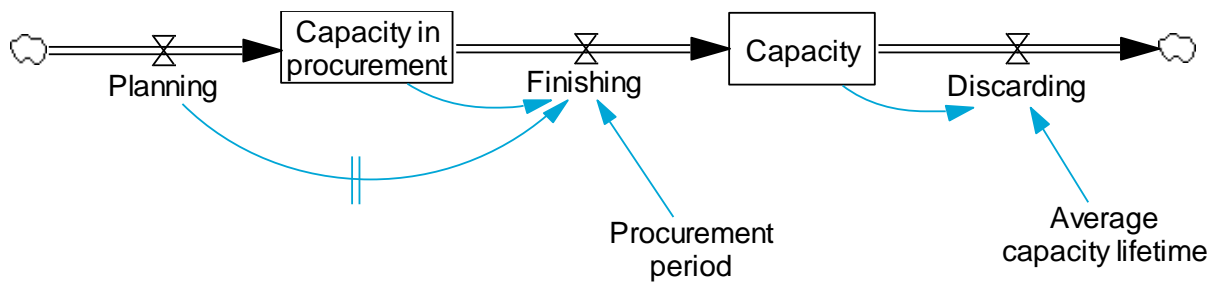 Capacity in
procurement
Capacity
Planning
Finishing
Discarding
Procurement
period
Average
capacity lifetime